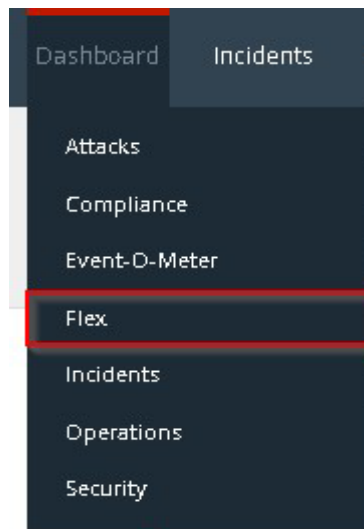 Dashboard Incidents
Attacks
Compliance
Event-O-Meter
Flex
Incidents
Operations
Security